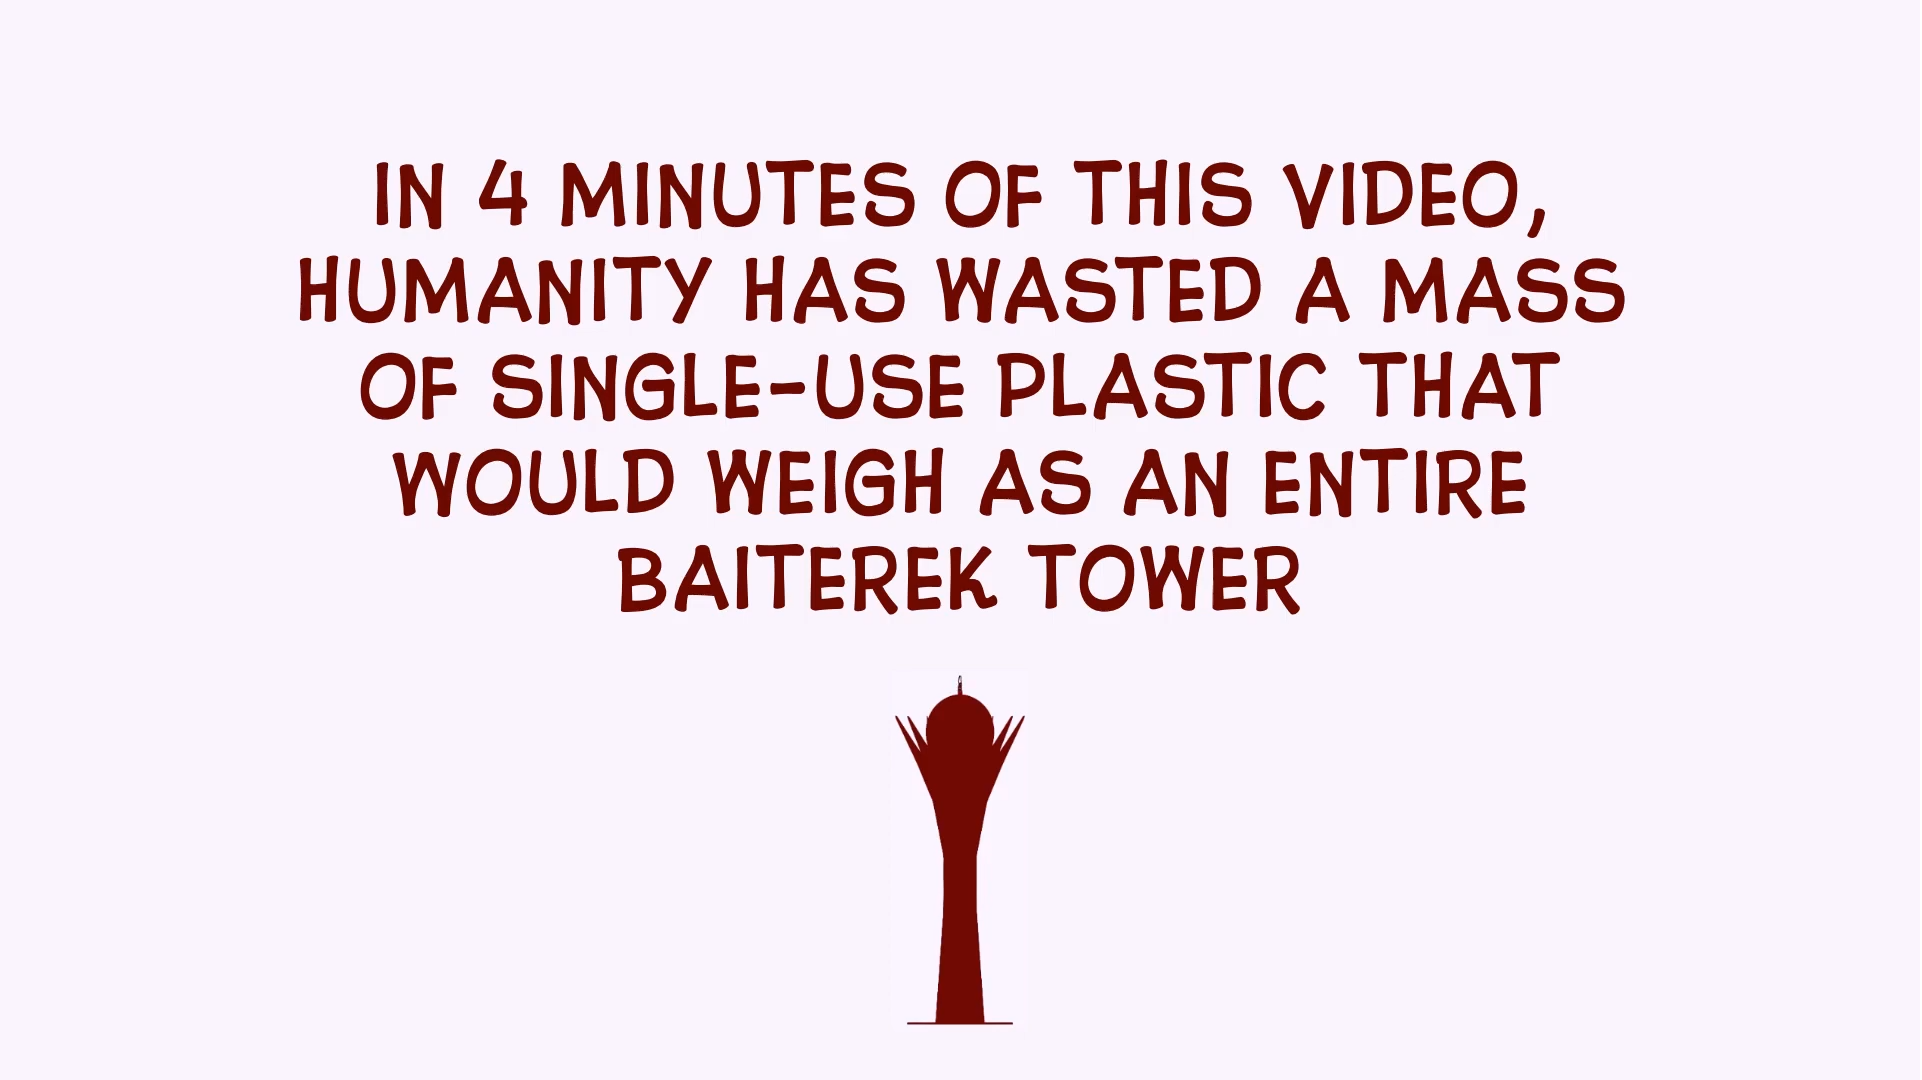 IN 4 MINUTES OF THIS VIDEO,
HUMANITY HAS WASTED A MASS
OF SINGLE-USE PLASTIC THAT
WOULD WEIGH AS AN ENTIRE
BAITEREK TOWER